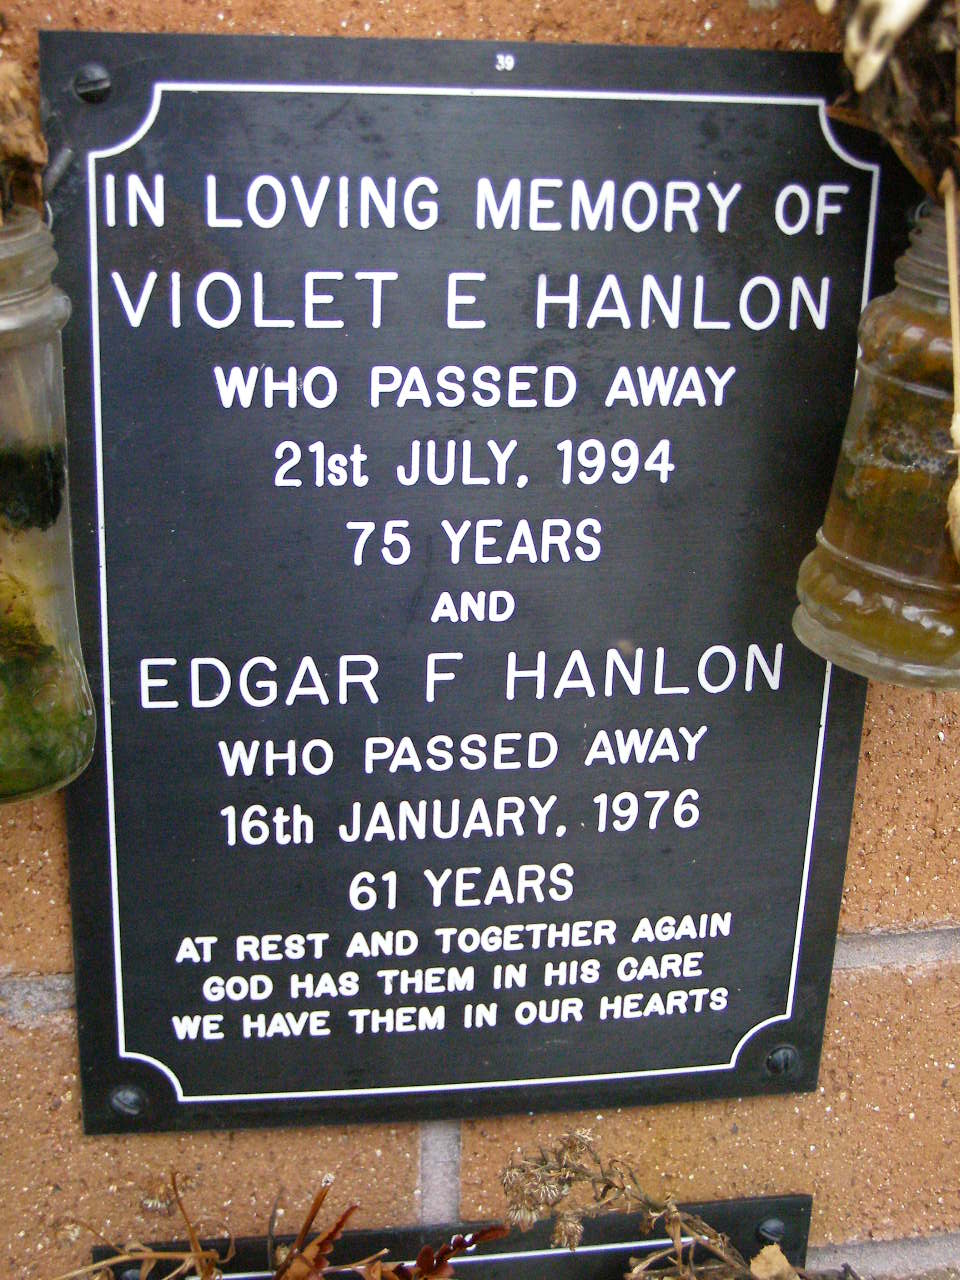 39
IN LOVING MEMORY OF
VIOLET E HANLON
WHO PASSED AWAY
21st JULY, 1994
75 YEARS
AND
EDGAR F HANLON
WHO PASSED AWAY
16th JANUARY, 1976
61 YEARS
AT REST AND TOGETHER AGAIN
GOD HAS THEM IN HIS CARE
WE HAVE THEM IN OUR HEARTS